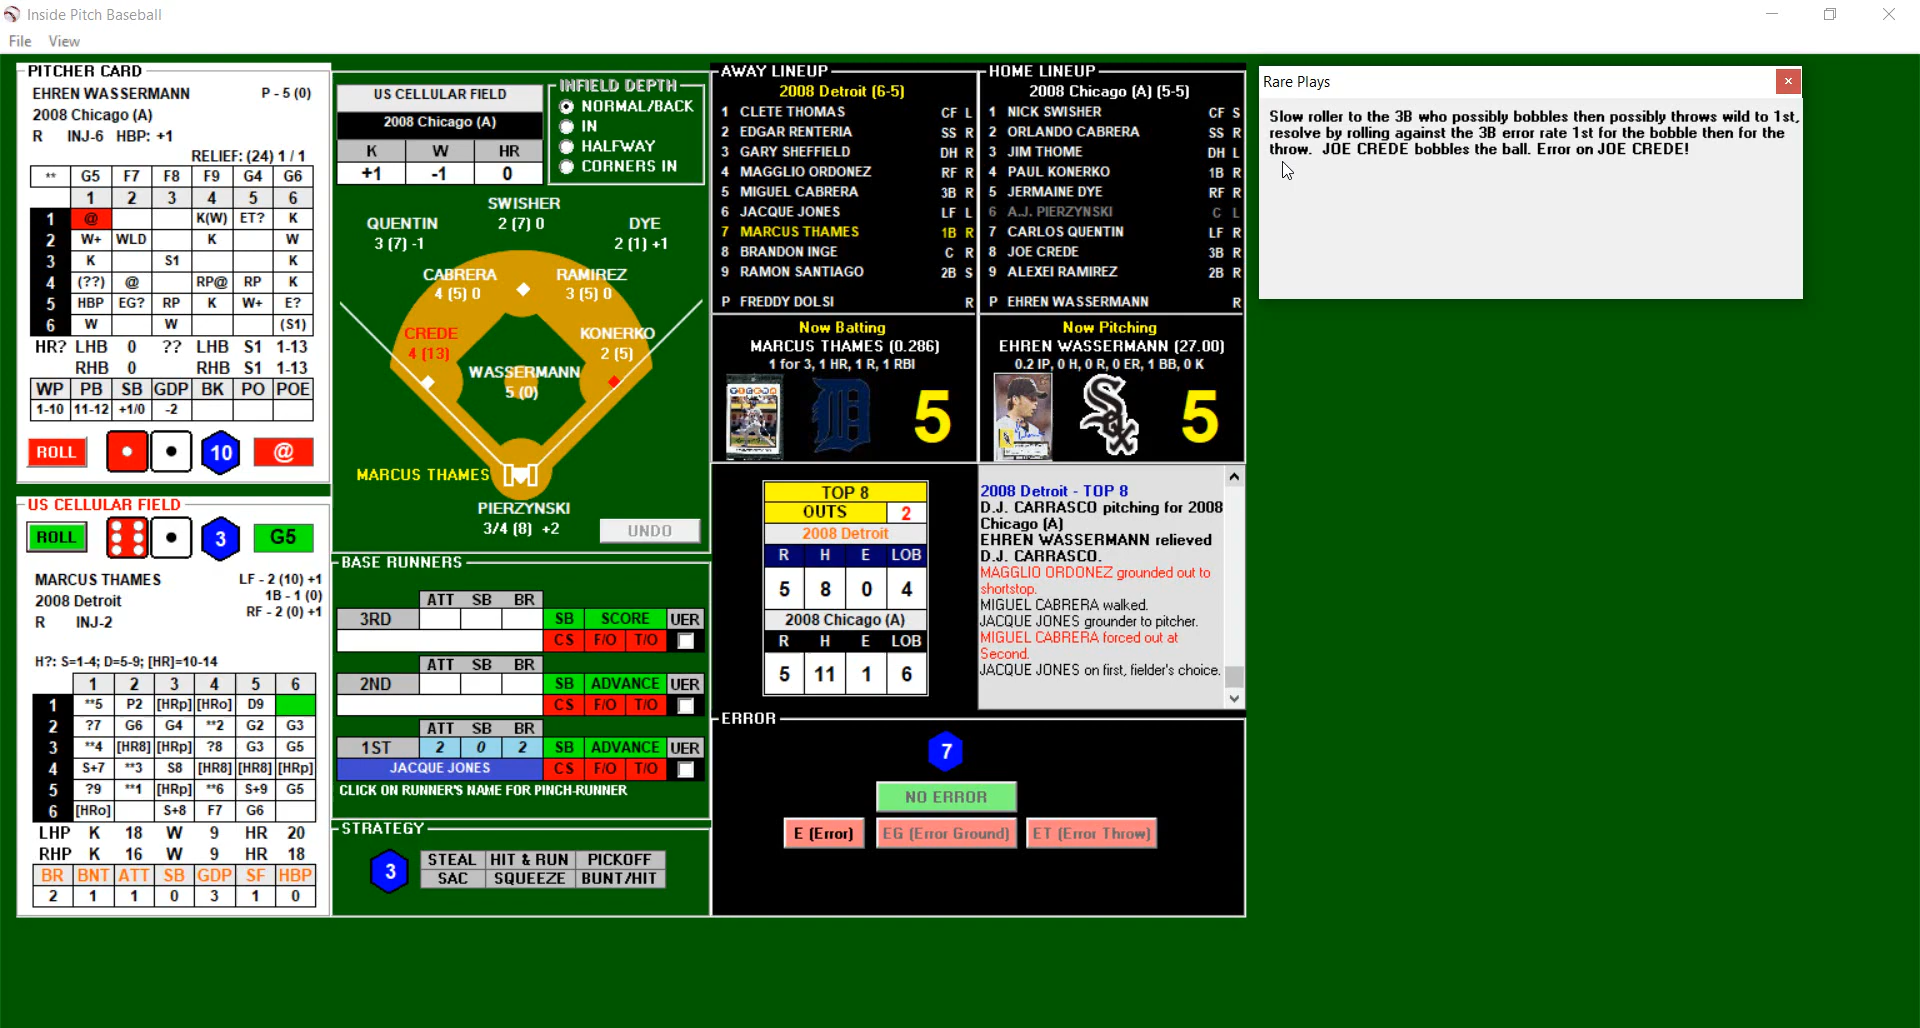 Inside Pitch Baseball
File View
PITCHER CARD
EHREN WASSERMANN P - 5 (0)
2008 Chicago (A)
R INJ-6 HBP: +1
RELIEF: (24) 1 / 1
** G5 F7 F8 F9 G4 G6
1 2 3 4 5 6
1 @ K(W) ET? K
2 W+ WLD K W
3 K S1 K
4 (??) @ RP@ RP K
5 HBP EG? RP K W+ E?
6 W W (S1)
HR? LHB 0 ?? LHB S1 1-13
RHB 0 RHB S1 1-13
WP PB SB GDP BK PO POE
1-10 11-12 +1/0 -2
ROLL 10 @
US CELLULAR FIELD
ROLL 3 G5
MARCUS THAMES LF - 2 (10) +1
2008 Detroit 1B - 1 (0)
R INJ-2 RF - 2 (0) +1
H?: S=1-4; D=5-9; [HR]=10-14
1 2 3 4 5 6
1 **5 P2 [HRp] [HRo] D9
2 ?7 G6 G4 **2 G2 G3
3 **4 [HR8] [HRp] ?8 G3 G5
4 S+7 **3 S8 [HR8] [HR8] [HRp]
5 ?9 **1 [HRp] **6 S+9 G5
6 [HRo] S+8 F7 G6
LHP K 18 W 9 HR 20
RHP K 16 W 9 HR 18
BR BNT ATT SB GDP SF HBP
2 1 1 0 3 1 0
US CELLULAR FIELD
2008 Chicago (A)
K W HR
+1 -1 0
INFIELD DEPTH
NORMAL/BACK
IN
HALFWAY
CORNERS IN
SWISHER
2 (7) 0
QUENTIN
3 (7) -1
DYE
2 (1) +1
CABRERA
4 (5) 0
RAMIREZ
3 (5) 0
CREDE
4 (13)
KONERKO
2 (5)
WASSERMANN
5 (0)
MARCUS THAMES
PIERZYNSKI
3/4 (8) +2
UNDO
BASE RUNNERS
ATT SB BR
3RD SB SCORE UER
CS F/O T/O
ATT SB BR
2ND SB ADVANCE UER
CS F/O T/O
ATT SB BR
1ST 2 0 2 SB ADVANCE UER
JACQUE JONES CS F/O T/O
CLICK ON RUNNER'S NAME FOR PINCH-RUNNER
STRATEGY
3 STEAL HIT & RUN PICKOFF
SAC SQUEEZE BUNT/HIT
AWAY LINEUP
2008 Detroit (6-5)
1 CLETE THOMAS CF L
2 EDGAR RENTERIA SS R
3 GARY SHEFFIELD DH R
4 MAGGLIO ORDONEZ RF R
5 MIGUEL CABRERA 3B R
6 JACQUE JONES LF L
7 MARCUS THAMES 1B R
8 BRANDON INGE C R
9 RAMON SANTIAGO 2B S
P FREDDY DOLSI R
Now Batting
MARCUS THAMES (0.286)
1 for 3, 1 HR, 1 R, 1 RBI
5
HOME LINEUP
2008 Chicago (A) (5-5)
1 NICK SWISHER CF S
2 ORLANDO CABRERA SS R
3 JIM THOME DH L
4 PAUL KONERKO 1B R
5 JERMAINE DYE RF R
6 A.J. PIERZYNSKI C L
7 CARLOS QUENTIN LF R
8 JOE CREDE 3B R
9 ALEXEI RAMIREZ 2B R
P EHREN WASSERMANN R
Now Pitching
EHREN WASSERMANN (27.00)
0.2 IP, 0 H, 0 R, 0 ER, 1 BB, 0 K
5
TOP 8
OUTS 2
2008 Detroit
R H E LOB
5 8 0 4
2008 Chicago (A)
R H E LOB
5 11 1 6
2008 Detroit - TOP 8
D.J. CARRASCO pitching for 2008
Chicago (A)
EHREN WASSERMANN relieved
D.J. CARRASCO.
MAGGLIO ORDONEZ grounded out to
shortstop.
MIGUEL CABRERA walked.
JACQUE JONES grounder to pitcher.
MIGUEL CABRERA forced out at
Second.
JACQUE JONES on first, fielder's choice.
ERROR
7
NO ERROR
E (Error) EG (Error Ground) ET (Error Throw)
Rare Plays
Slow roller to the 3B who possibly bobbles then possibly throws wild to 1st,
resolve by rolling against the 3B error rate 1st for the bobble then for the
throw. JOE CREDE bobbles the ball. Error on JOE CREDE!